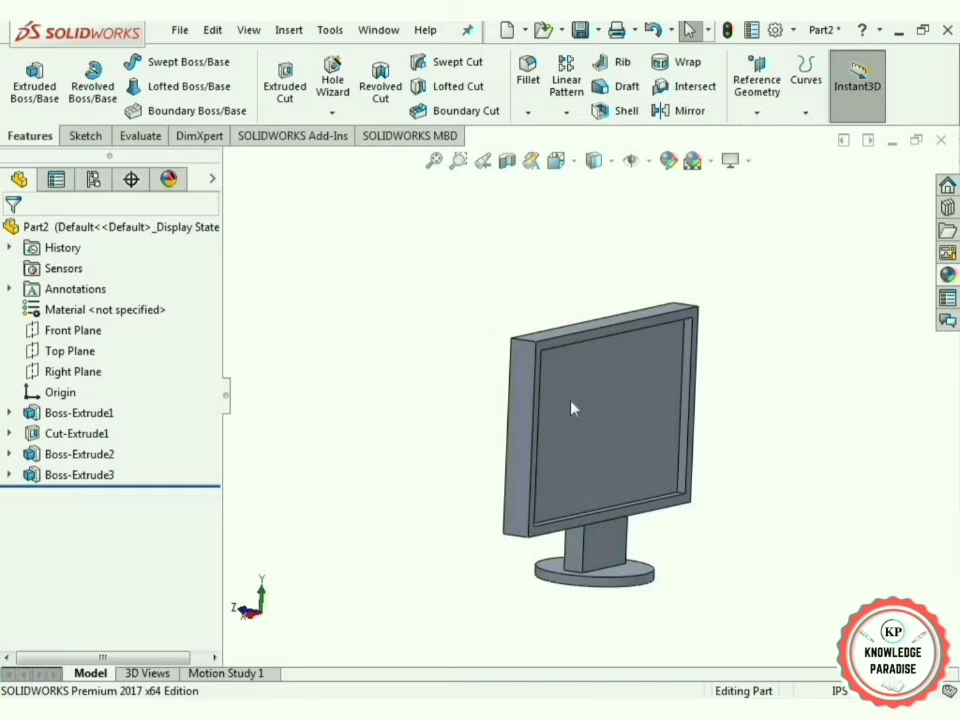 SOLIDWORKS
File Edit View Insert Tools Window Help
Part2 *
Extruded Boss/Base
Revolved Boss/Base
Swept Boss/Base
Lofted Boss/Base
Boundary Boss/Base
Extruded Cut
Hole Wizard
Revolved Cut
Swept Cut
Lofted Cut
Boundary Cut
Fillet
Linear Pattern
Rib
Draft
Shell
Wrap
Intersect
Mirror
Reference Geometry
Curves
Instant3D
Features Sketch Evaluate DimXpert SOLIDWORKS Add-Ins SOLIDWORKS MBD
Part2 (Default<<Default>_Display State
History
Sensors
Annotations
Material <not specified>
Front Plane
Top Plane
Right Plane
Origin
Boss-Extrude1
Cut-Extrude1
Boss-Extrude2
Boss-Extrude3
Y
Z
Model 3D Views Motion Study 1
SOLIDWORKS Premium 2017 x64 Edition
Editing Part
IPS
KP
KNOWLEDGE
PARADISE